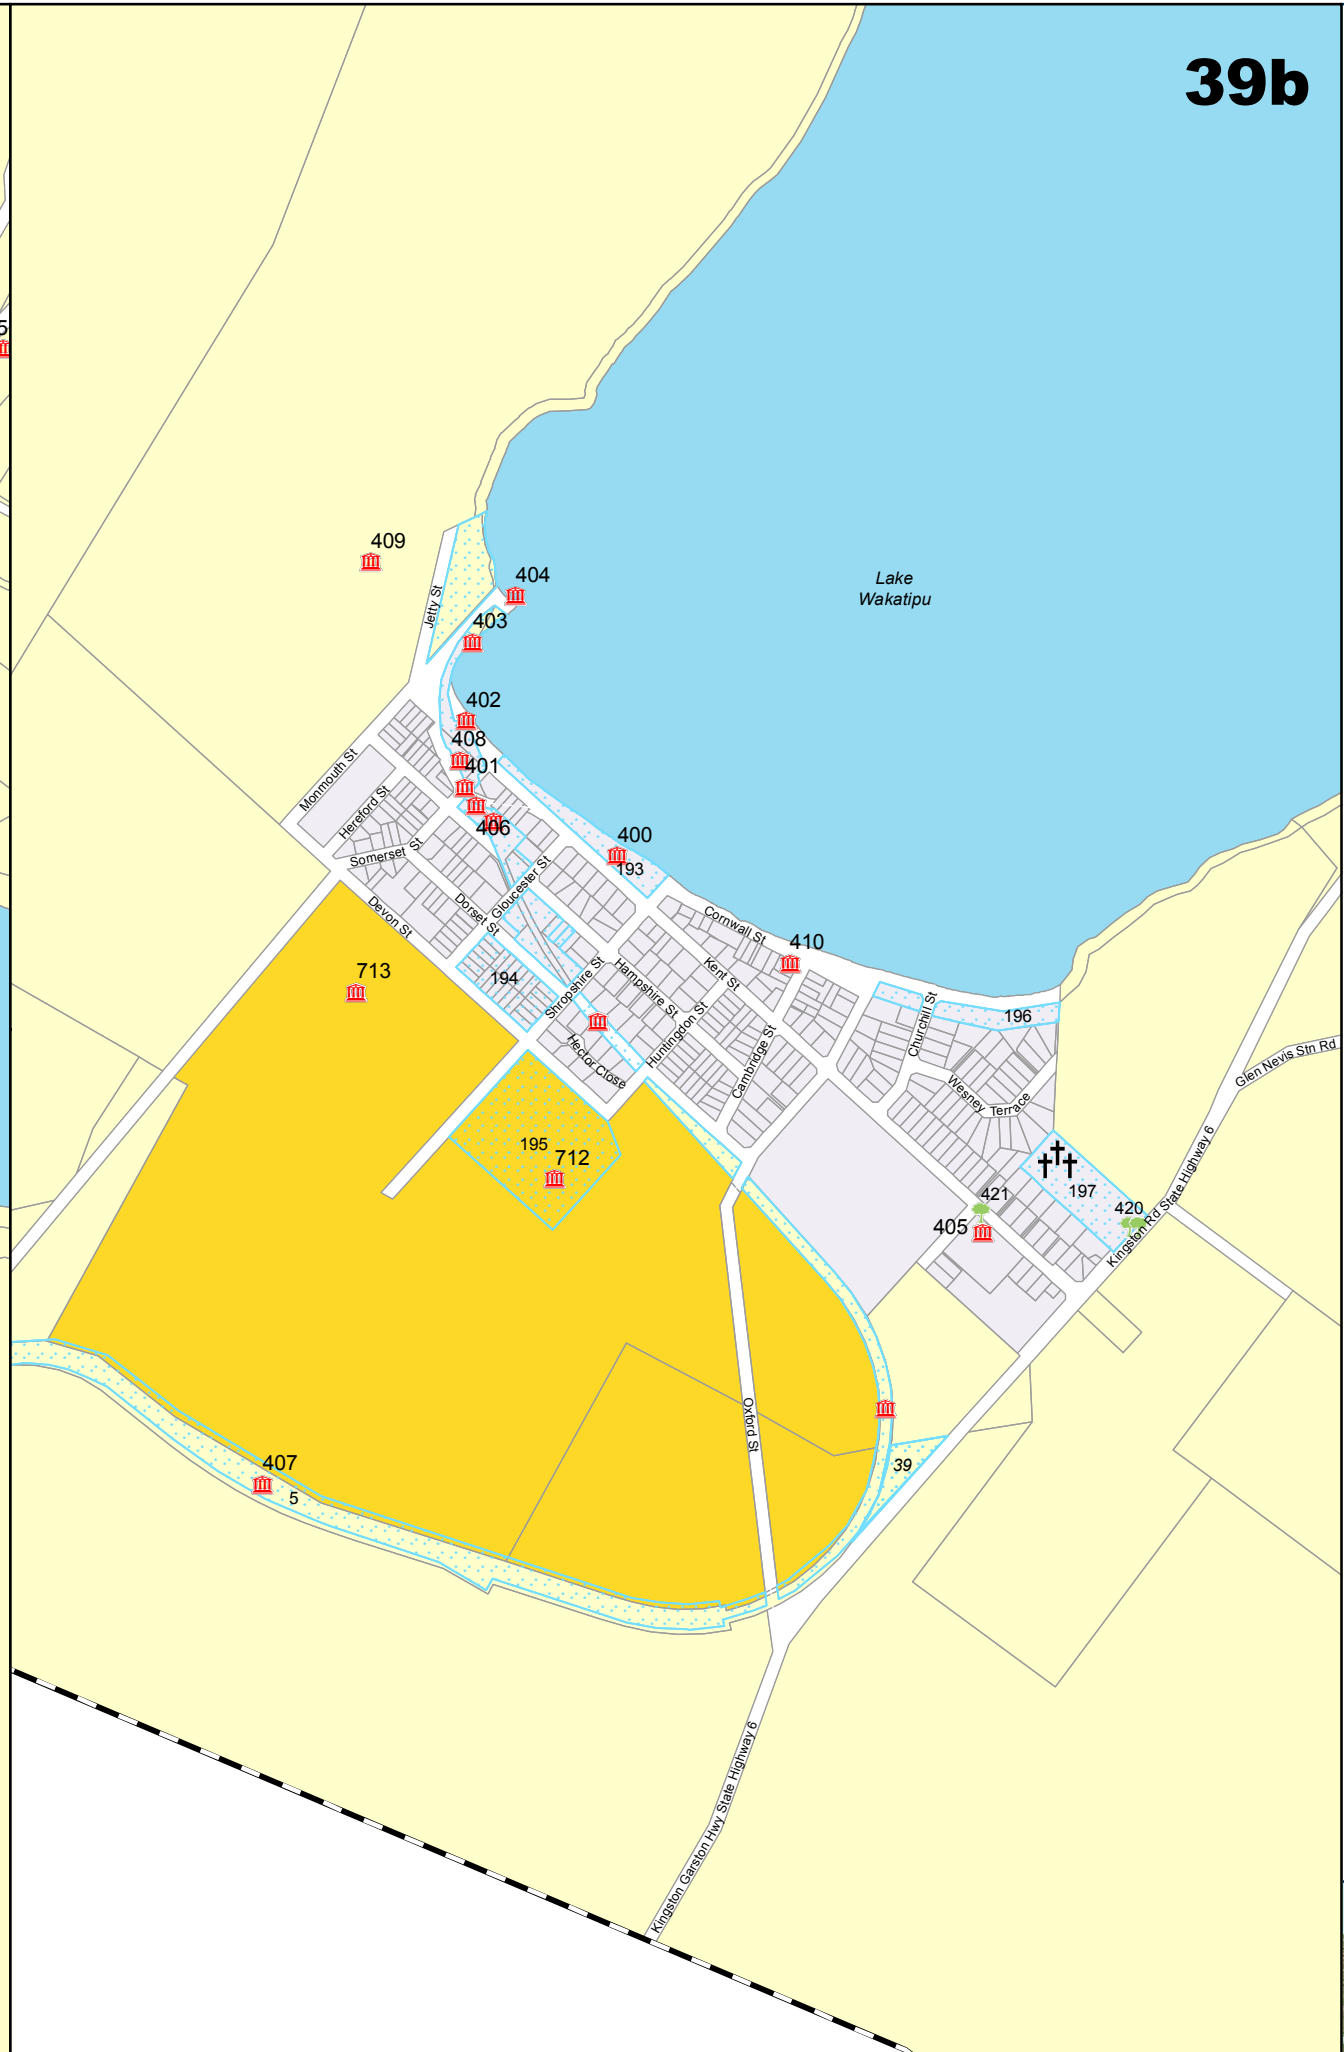 39b
5
409
404
Lake
Wakatipu
Jetty St
403
402
408
401
Monmouth St
Hereford St
406
400
193
Somerset St
Gloucester St
Dorset St
Devon St
Cornwall St
410
713
194
Kent St
Hampshire St
Shropshire St
Huntingdon St
Churchill St
196
Hector Close
Cambridge St
Glen Nevis Stn Rd
Wesney Terrace
195
712
197
421
420
405
Kingston Rd State Highway 6
Oxford St
407
5
39
Kingston Garston Hwy State Highway 6